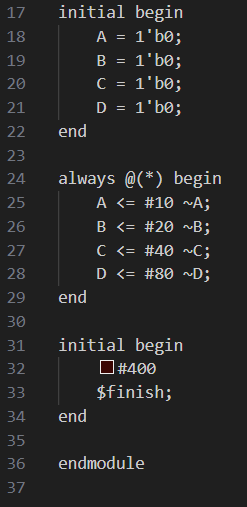 17 initial begin
18     A = 1'b0;
19     B = 1'b0;
20     C = 1'b0;
21     D = 1'b0;
22 end
23
24 always @(*) begin
25     A <= #10 ~A;
26     B <= #20 ~B;
27     C <= #40 ~C;
28     D <= #80 ~D;
29 end
30
31 initial begin
32     #400
33     $finish;
34 end
35
36 endmodule
37